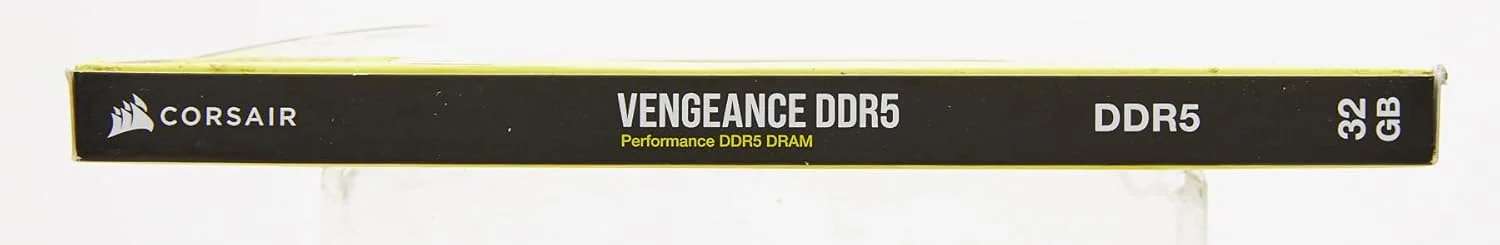 CORSAIR
VENGEANCE DDR5
Performance DDR5 DRAM
DDR5
32
GB